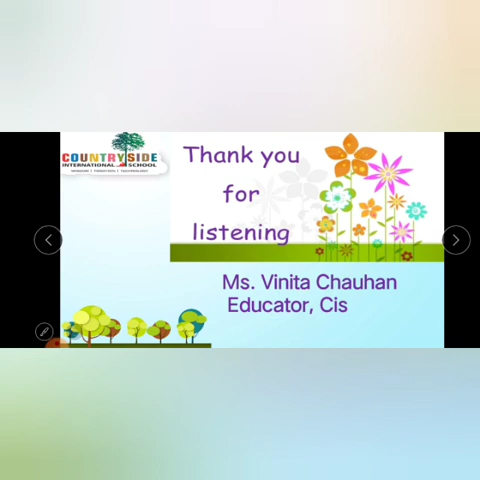 COUNTRYSIDE
INTERNATIONAL SCHOOL
Thank you
for
listening
Ms. Vinita Chauhan
Educator, Cis